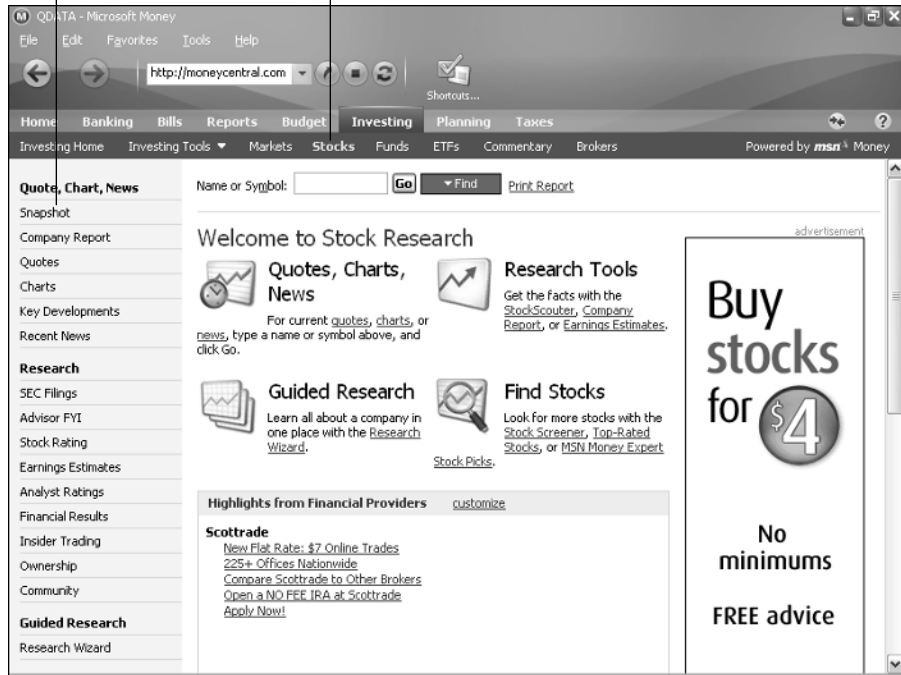 QDATA - Microsoft Money
File Edit Favorites Tools Help
http://moneycentral.com
Shortcuts...
Home Banking Bills Reports Budget Investing Planning Taxes
Investing Home Investing Tools Markets Stocks Funds ETFs Commentary Brokers Powered by msn Money
Quote, Chart, News
Snapshot
Company Report
Quotes
Charts
Key Developments
Recent News
Research
SEC Filings
Advisor FYI
Stock Rating
Earnings Estimates
Analyst Ratings
Financial Results
Insider Trading
Ownership
Community
Guided Research
Research Wizard
Name or Symbol: Go Find Print Report
Welcome to Stock Research
Quotes, Charts,
News
For current quotes, charts, or
news, type a name or symbol above, and
click Go.
Research Tools
Get the facts with the
StockScouter, Company
Report, or Earnings Estimates.
Guided Research
Learn all about a company in
one place with the Research
Wizard.
Find Stocks
Look for more stocks with the
Stock Screener, Top-Rated
Stocks, or MSN Money Expert
Stock Picks.
Highlights from Financial Providers customize
Scottrade
New Flat Rate: $7 Online Trades
225+ Offices Nationwide
Compare Scottrade to Other Brokers
Open a NO FEE IRA at Scottrade
Apply Now!
advertisement
Buy
stocks
for $4
No
minimums
FREE advice